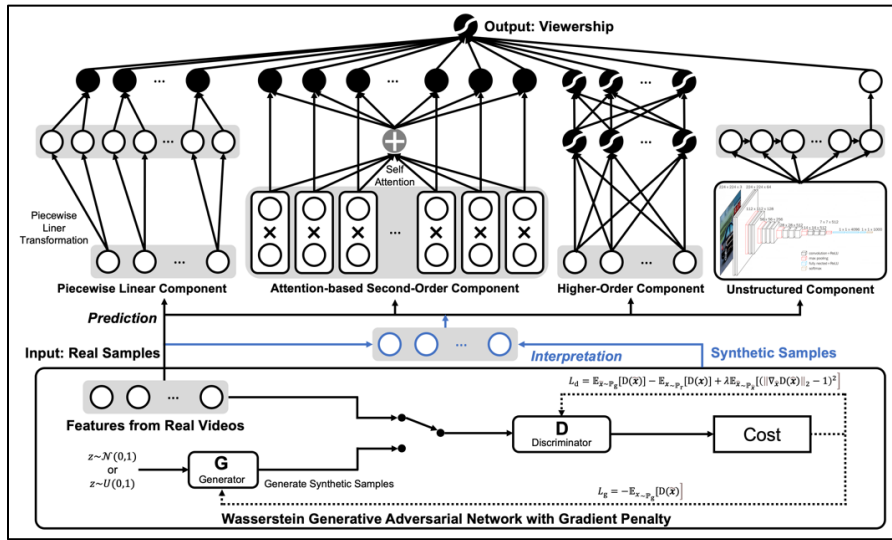 Output: Viewership
...
...
...
...
...
Self
Attention
Piecewise
Liner
Transformation
× × × ... × × ×
...
...
Piecewise Linear Component
Attention-based Second-Order Component
Higher-Order Component
Unstructured Component
Prediction
Input: Real Samples
...
Interpretation
Synthetic Samples
L_d = 𝔼_{x̃~ℙ_g}[D(x̃)] − 𝔼_{x~ℙ_r}[D(x)] + λ𝔼_{x̂~ℙ_x̂}[(‖∇_x̂D(x̂)‖₂ − 1)²]
...
Features from Real Videos
D
Discriminator
Cost
z~𝒩(0,1)
or
z~U(0,1)
G
Generator
Generate Synthetic Samples
L_g = −𝔼_{x~ℙ_g}[D(x̃)]
Wasserstein Generative Adversarial Network with Gradient Penalty